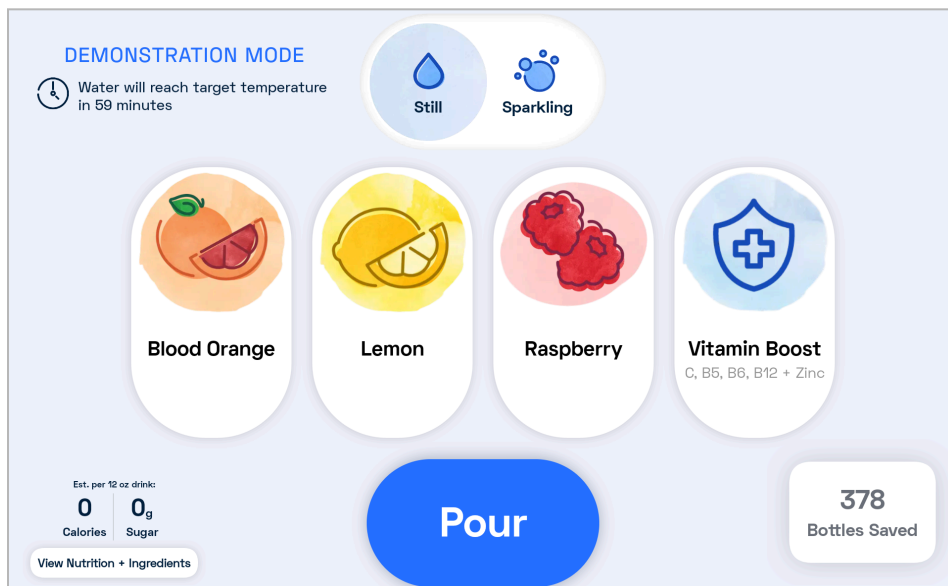 DEMONSTRATION MODE
Water will reach target temperature
in 59 minutes
Still
Sparkling
Blood Orange
Lemon
Raspberry
Vitamin Boost
C, B5, B6, B12 + Zinc
Est. per 12 oz drink:
0
Calories
0g
Sugar
View Nutrition + Ingredients
Pour
378
Bottles Saved